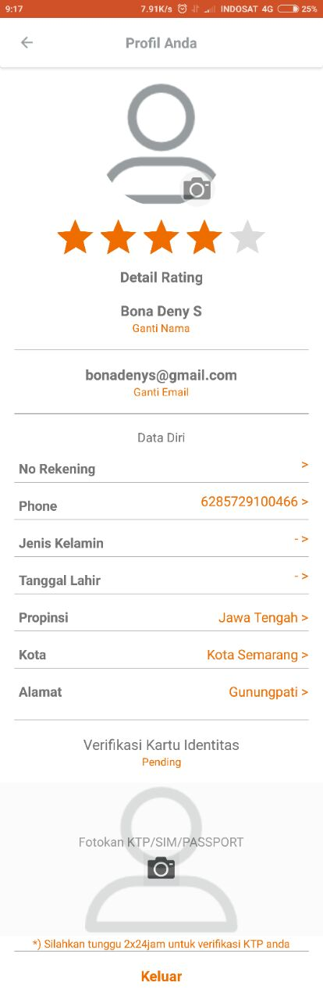 9:17 7.91K/s INDOSAT 4G 25%
Profil Anda
Detail Rating
Bona Deny S
Ganti Nama
bonadenys@gmail.com
Ganti Email
Data Diri
No Rekening >
Phone 6285729100466 >
Jenis Kelamin - >
Tanggal Lahir - >
Propinsi Jawa Tengah >
Kota Kota Semarang >
Alamat Gunungpati >
Verifikasi Kartu Identitas
Pending
Fotokan KTP/SIM/PASSPORT
*) Silahkan tunggu 2x24jam untuk verifikasi KTP anda
Keluar